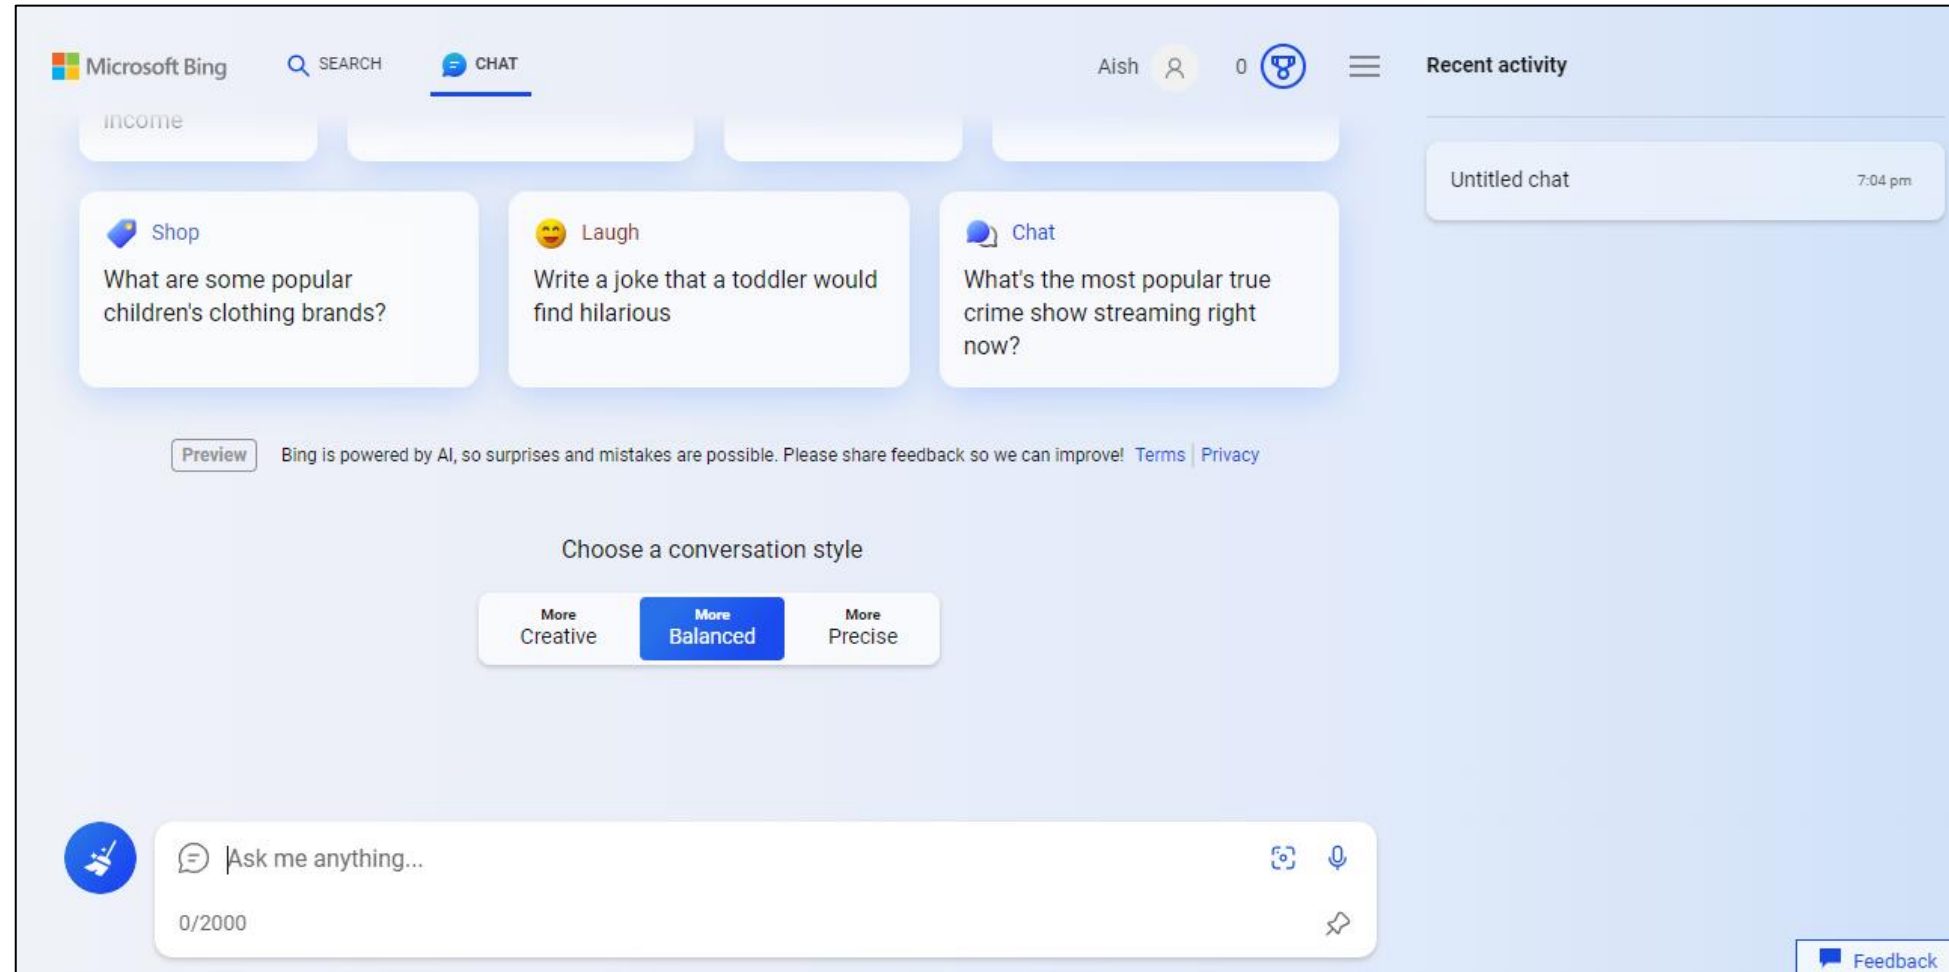 Microsoft Bing
SEARCH
CHAT
Aish
0
Recent activity
income
Untitled chat
7:04 pm
Shop
What are some popular
children's clothing brands?
Laugh
Write a joke that a toddler would
find hilarious
Chat
What's the most popular true
crime show streaming right
now?
Preview
Bing is powered by AI, so surprises and mistakes are possible. Please share feedback so we can improve! Terms Privacy
Choose a conversation style
More
Creative
More
Balanced
More
Precise
Ask me anything...
0/2000
Feedback